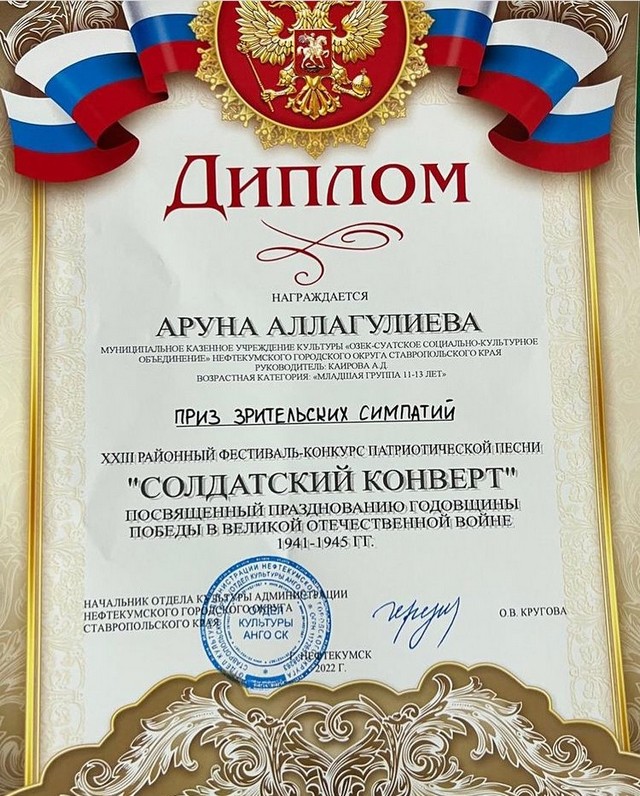 Диплом
НАГРАЖДАЕТСЯ
АРУНА АЛЛАГУЛИЕВА
МУНИЦИПАЛЬНОЕ КАЗЕННОЕ УЧРЕЖДЕНИЕ КУЛЬТУРЫ «ОЗЕК-СУАТСКОЕ СОЦИАЛЬНО-КУЛЬТУРНОЕ
ОБЪЕДИНЕНИЕ» НЕФТЕКУМСКОГО ГОРОДСКОГО ОКРУГА СТАВРОПОЛЬСКОГО КРАЯ
РУКОВОДИТЕЛЬ: КАИРОВА А.Д.
ВОЗРАСТНАЯ КАТЕГОРИЯ: «МЛАДШАЯ ГРУППА 11-13 ЛЕТ»
ПРИЗ ЗРИТЕЛЬСКИХ СИМПАТИЙ
XXIII РАЙОННЫЙ ФЕСТИВАЛЬ-КОНКУРС ПАТРИОТИЧЕСКОЙ ПЕСНИ
"СОЛДАТСКИЙ КОНВЕРТ"
ПОСВЯЩЕННЫЙ ПРАЗДНОВАНИЮ ГОДОВЩИНЫ
ПОБЕДЫ В ВЕЛИКОЙ ОТЕЧЕСТВЕННОЙ ВОЙНЕ
1941-1945 ГГ.
НАЧАЛЬНИК ОТДЕЛА КУЛЬТУРЫ АДМИНИСТРАЦИИ
НЕФТЕКУМСКОГО ГОРОДСКОГО ОКРУГА
СТАВРОПОЛЬСКОГО КРАЯ
О.В. КРУГОВА
ОТДЕЛ
КУЛЬТУРЫ
АНГО СК
НЕФТЕКУМСК
2022 Г.